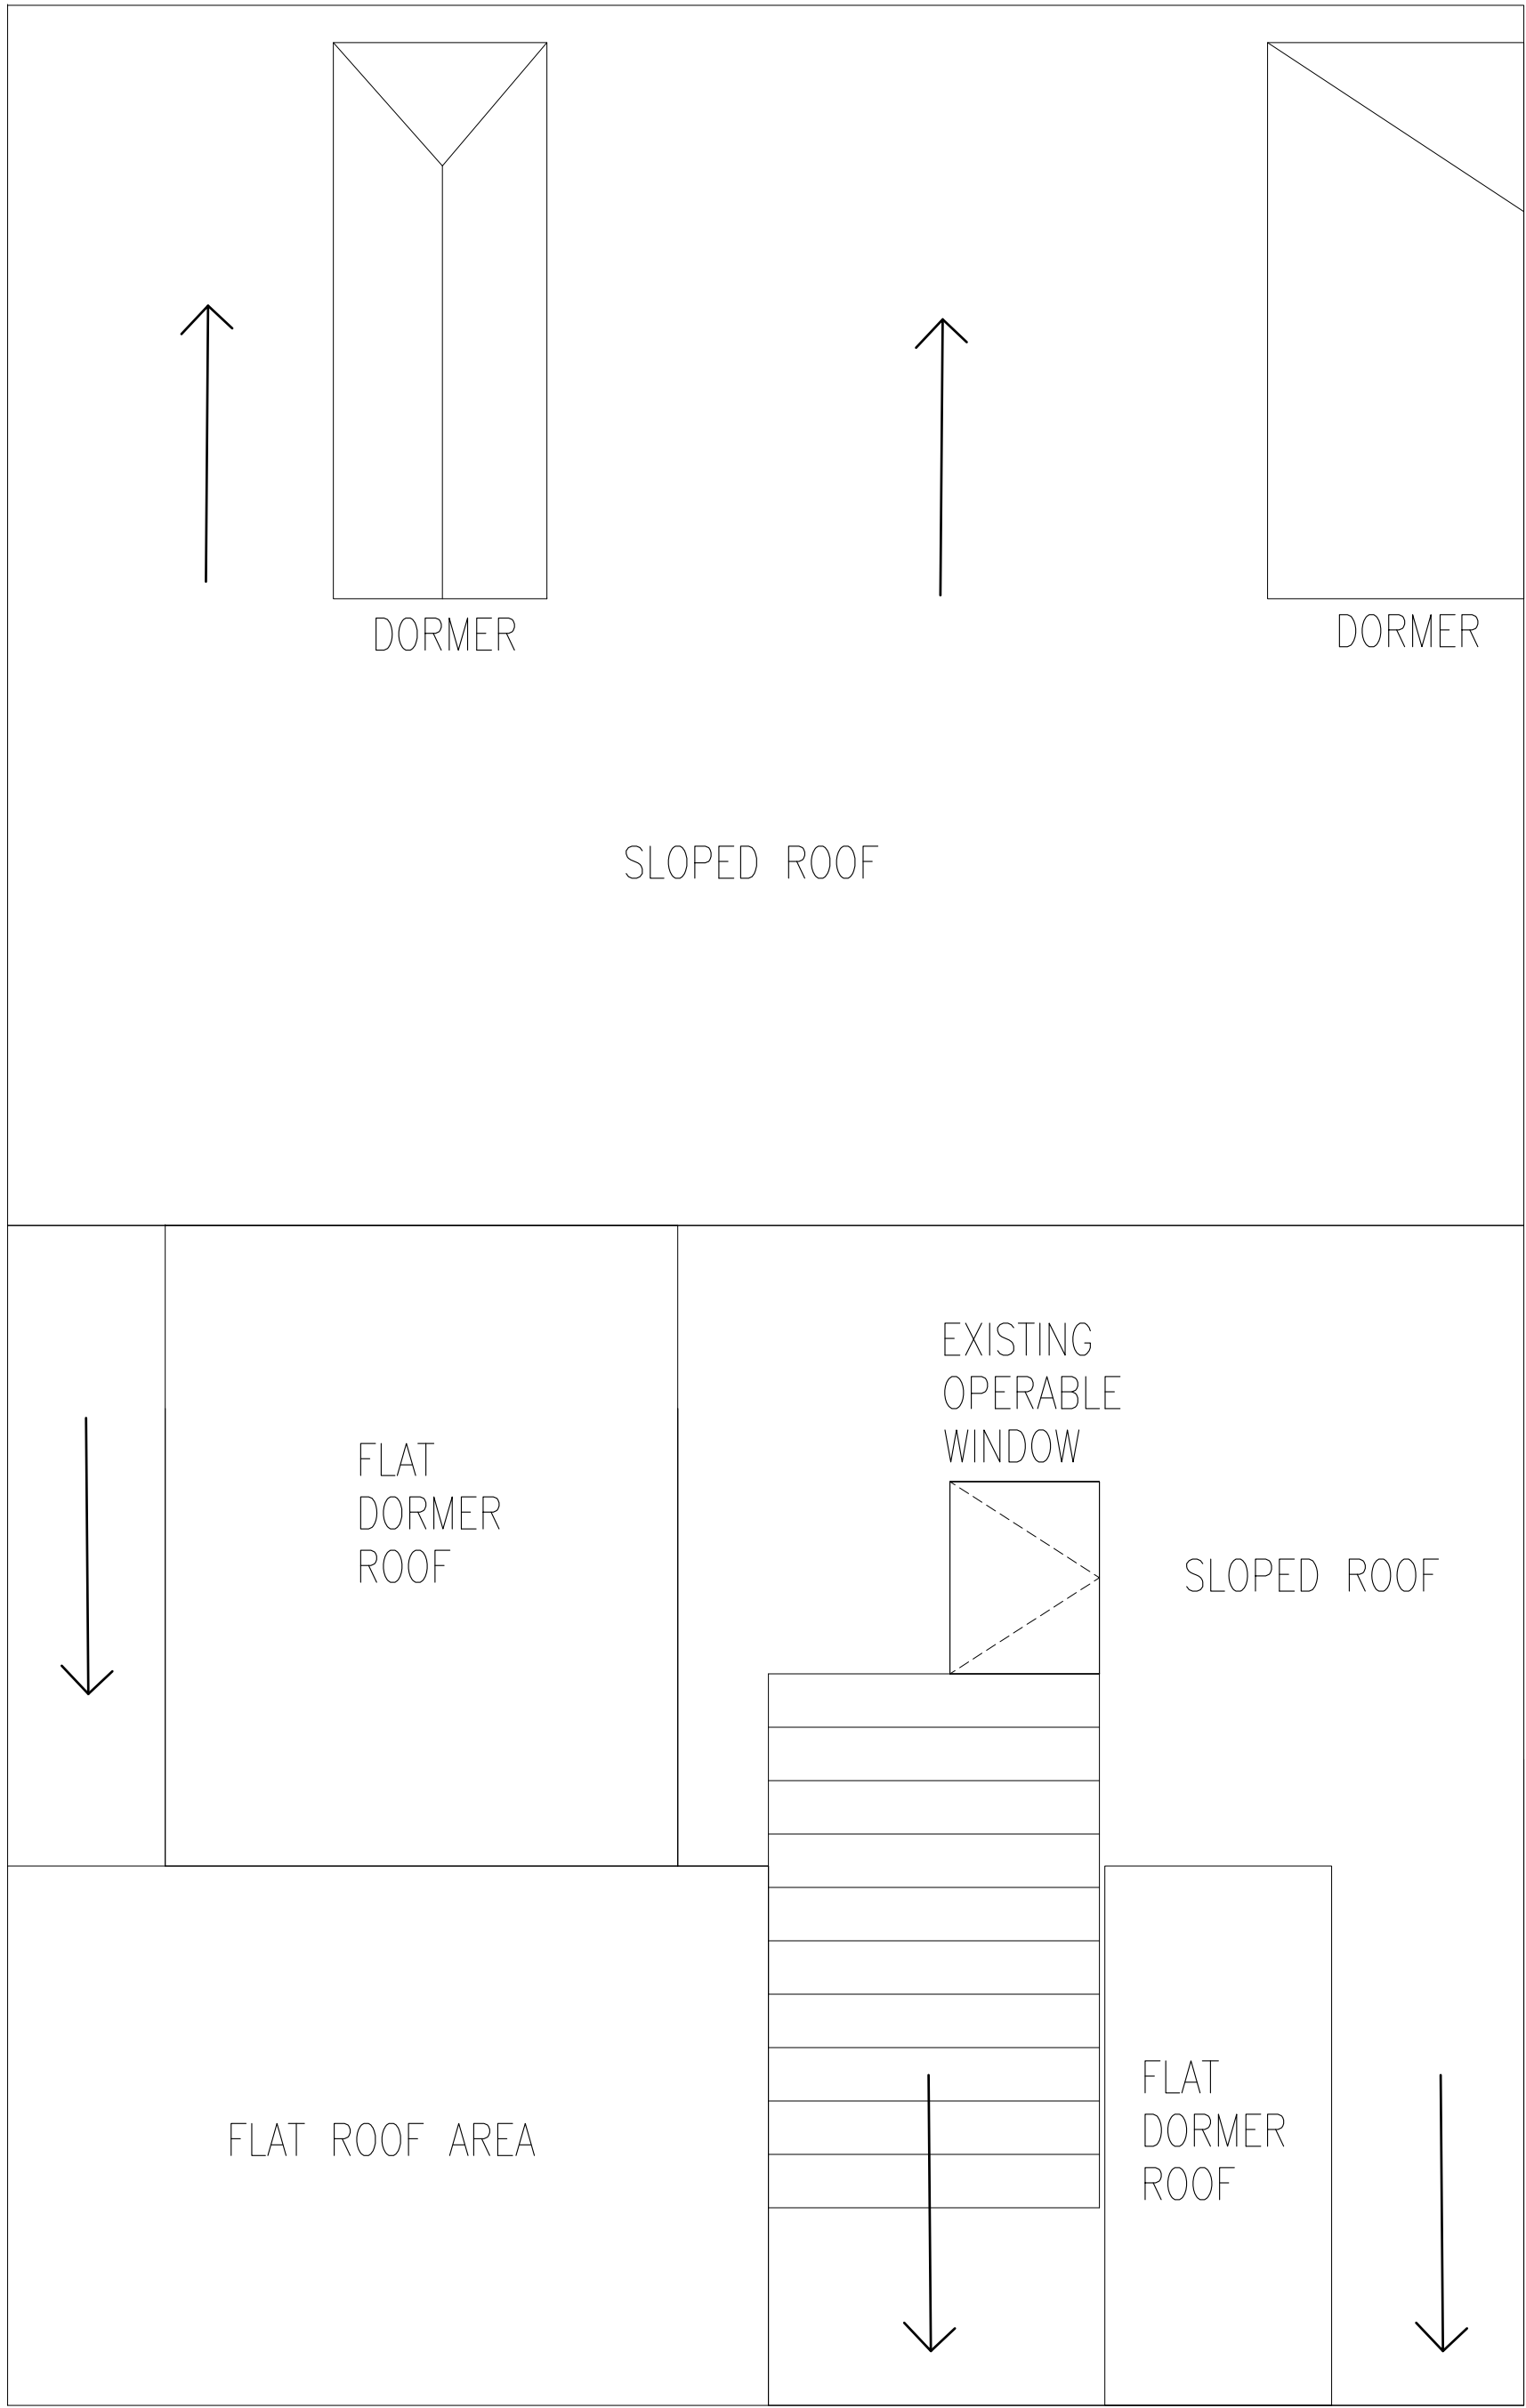 DORMER
DORMER
SLOPED ROOF
EXISTING
OPERABLE
WINDOW
FLAT
DORMER
ROOF
SLOPED ROOF
FLAT ROOF AREA
FLAT
DORMER
ROOF